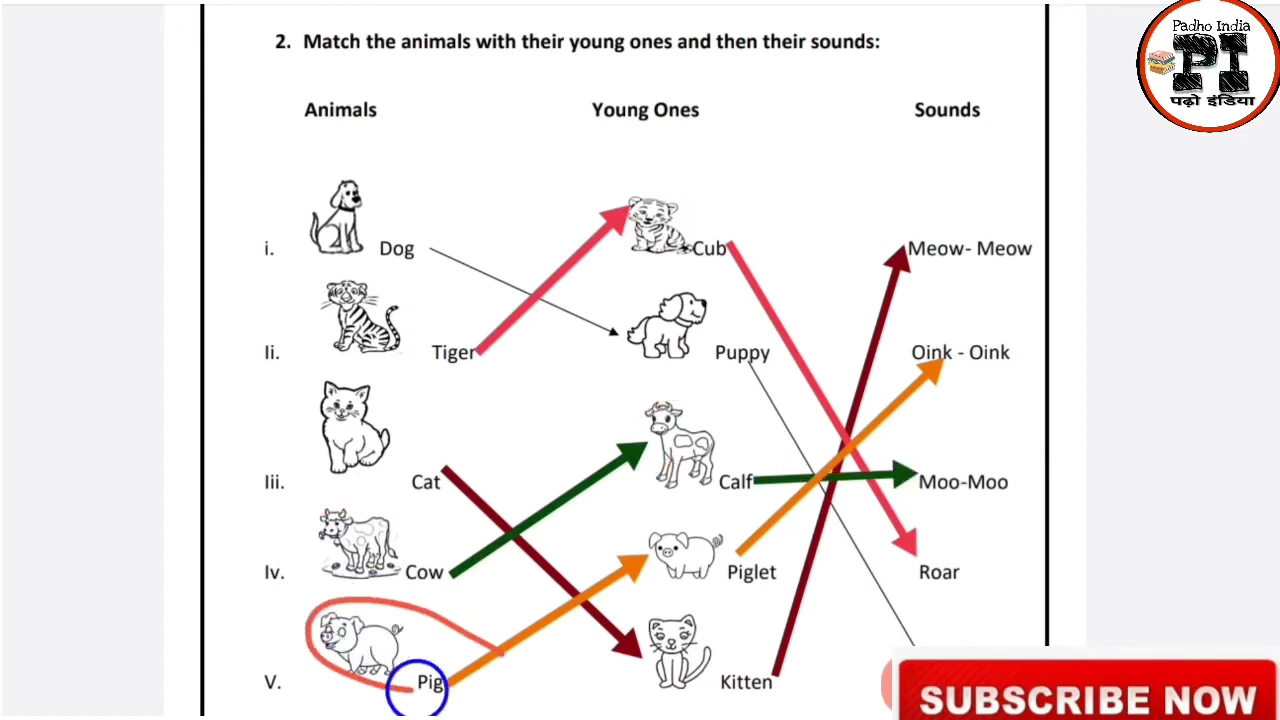 Padho India
PI
पढ़ो इंडिया
2. Match the animals with their young ones and then their sounds:
Animals Young Ones Sounds
i. Dog Cub Meow- Meow
Ii. Tiger Puppy Oink - Oink
Iii. Cat Calf Moo-Moo
Iv. Cow Piglet Roar
V. Pig Kitten
SUBSCRIBE NOW